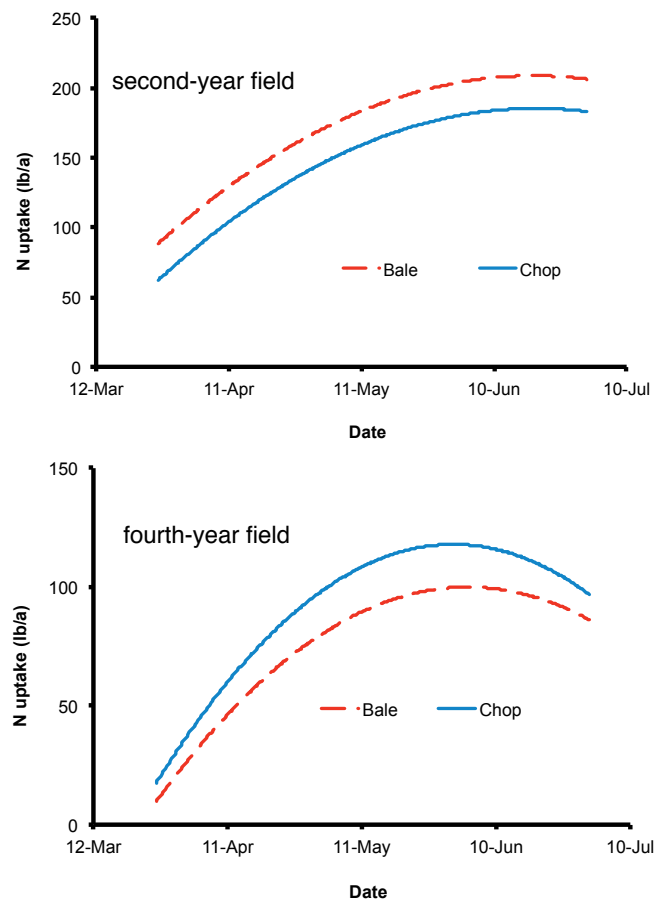 250
second-year field
200
150
N uptake (lb/a)
100
Bale Chop
50
0
12-Mar 11-Apr 11-May 10-Jun 10-Jul
Date
150
fourth-year field
100
N uptake (lb/a)
50
Bale Chop
0
12-Mar 11-Apr 11-May 10-Jun 10-Jul
Date